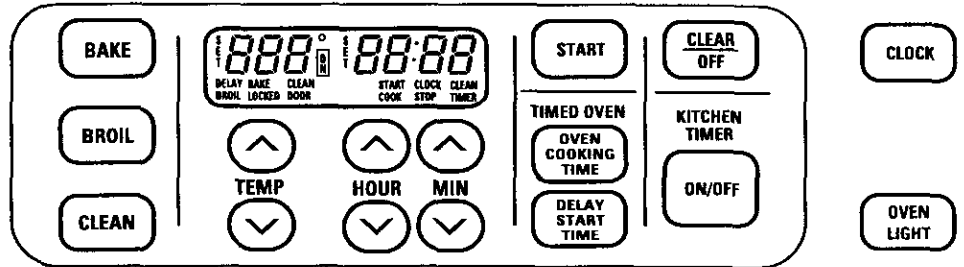 BAKE
BROIL
CLEAN
SET
888°
ON
SET
88:88
DELAY BAKE CLEAN
BROIL LOCKED DOOR
START CLOCK CLEAN
COOK STOP TIMER
TEMP
HOUR
MIN
START
TIMED OVEN
OVEN
COOKING
TIME
DELAY
START
TIME
CLEAR
OFF
KITCHEN
TIMER
ON/OFF
CLOCK
OVEN
LIGHT